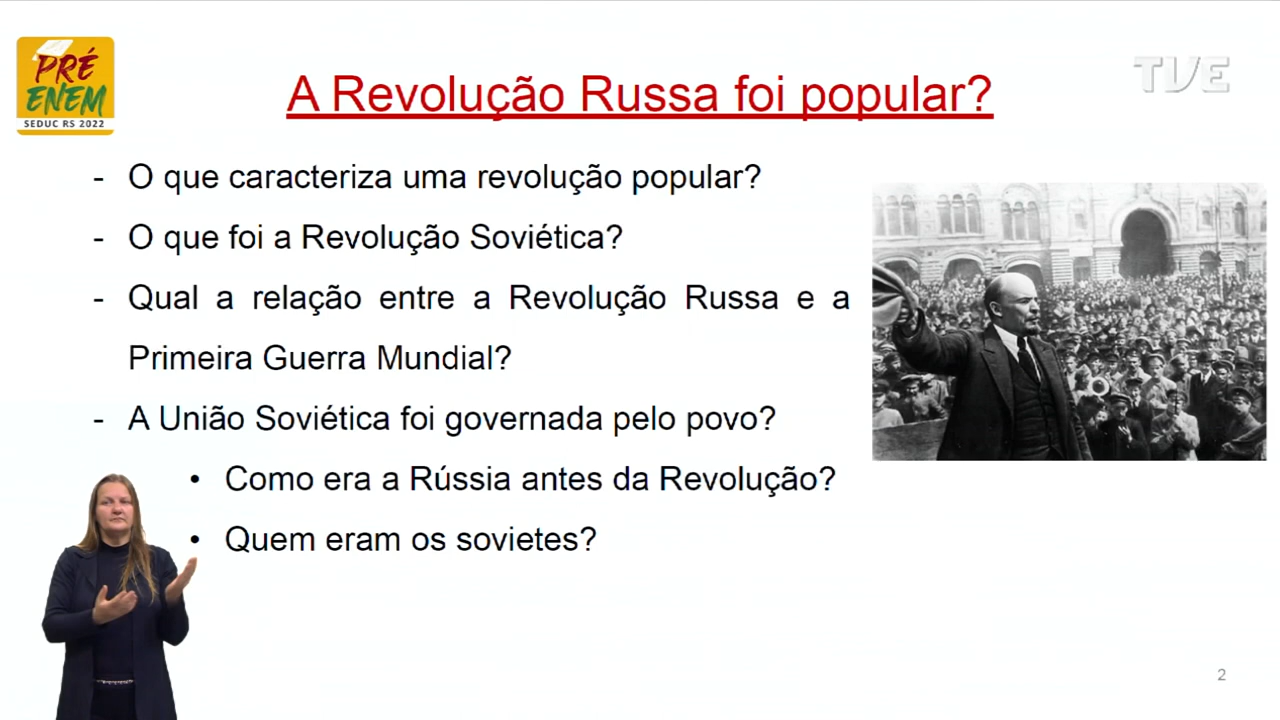 PRÉ
ENEM
SEDUC RS 2022
A Revolução Russa foi popular?
TVE
- O que caracteriza uma revolução popular?
- O que foi a Revolução Soviética?
- Qual a relação entre a Revolução Russa e a
Primeira Guerra Mundial?
- A União Soviética foi governada pelo povo?
• Como era a Rússia antes da Revolução?
• Quem eram os sovietes?
2